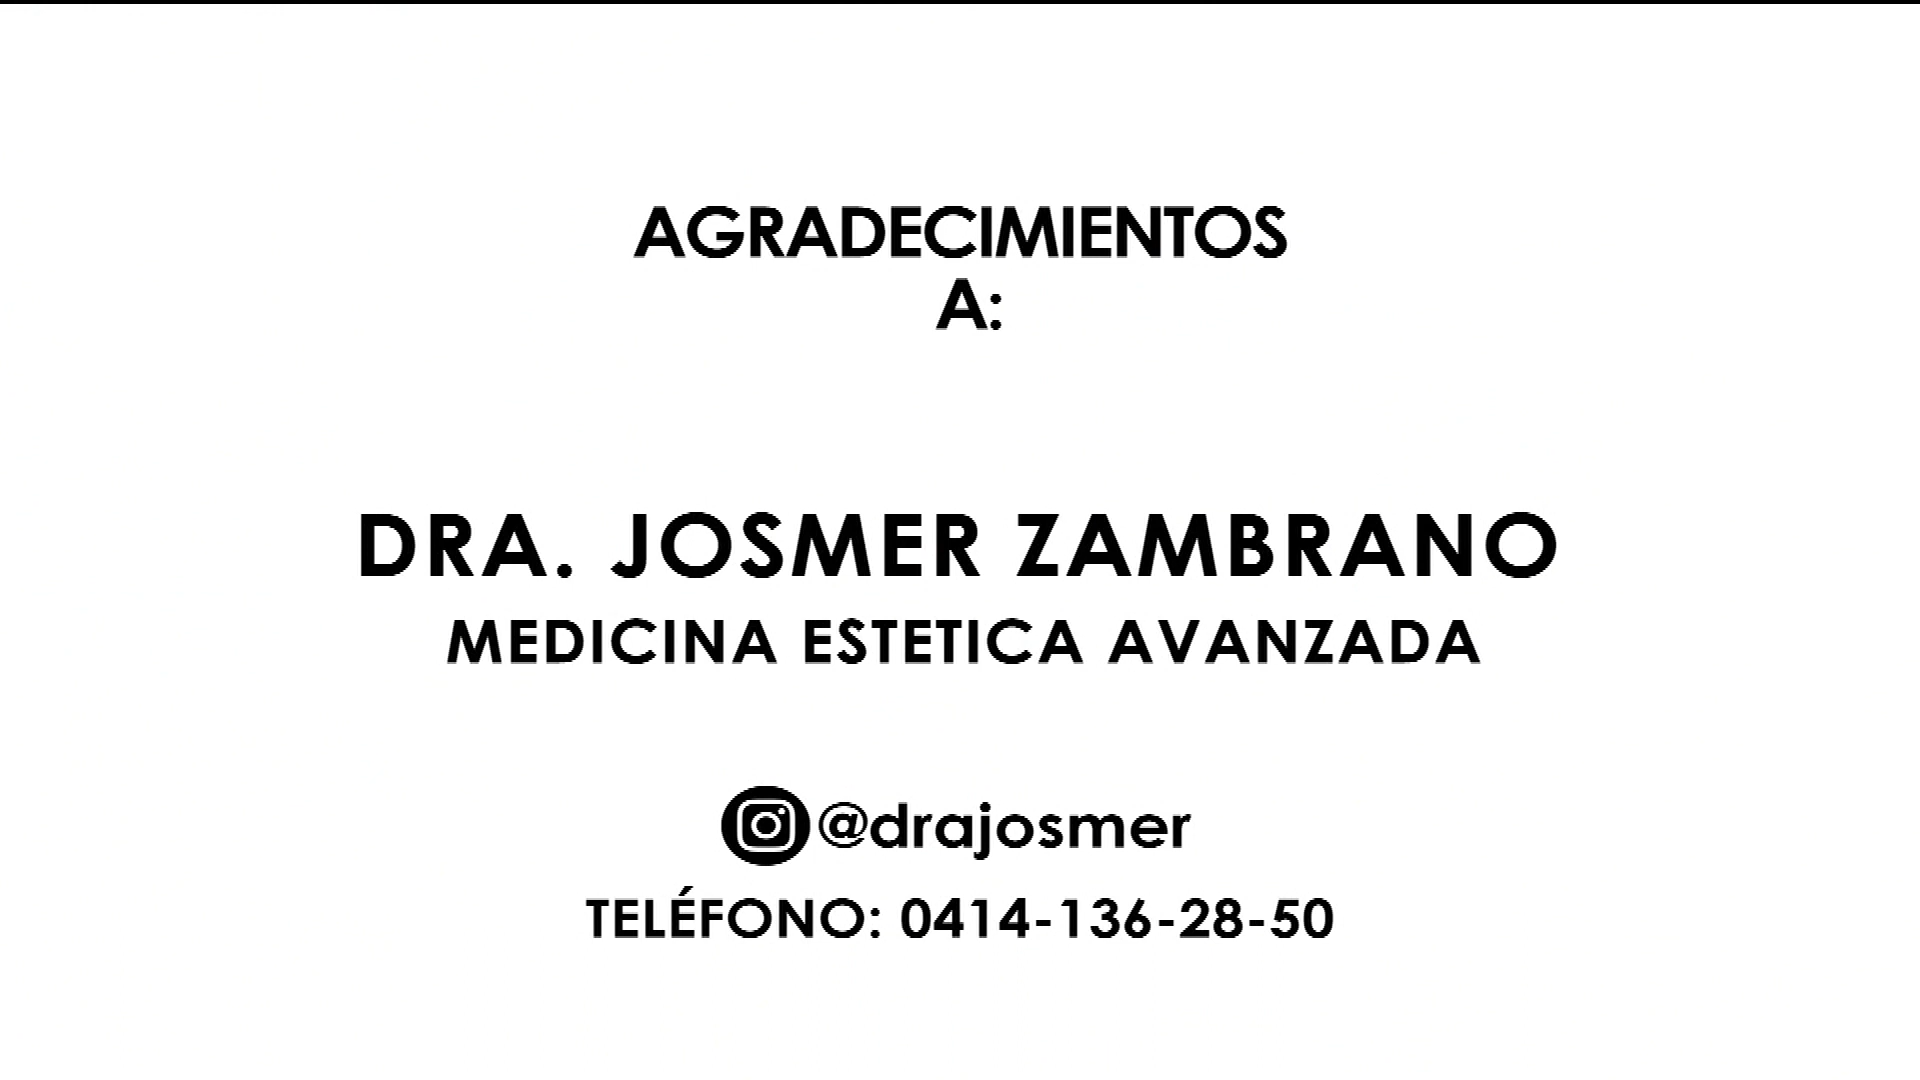 AGRADECIMIENTOS
A:
DRA. JOSMER ZAMBRANO
MEDICINA ESTETICA AVANZADA
@drajosmer
TELÉFONO: 0414-136-28-50